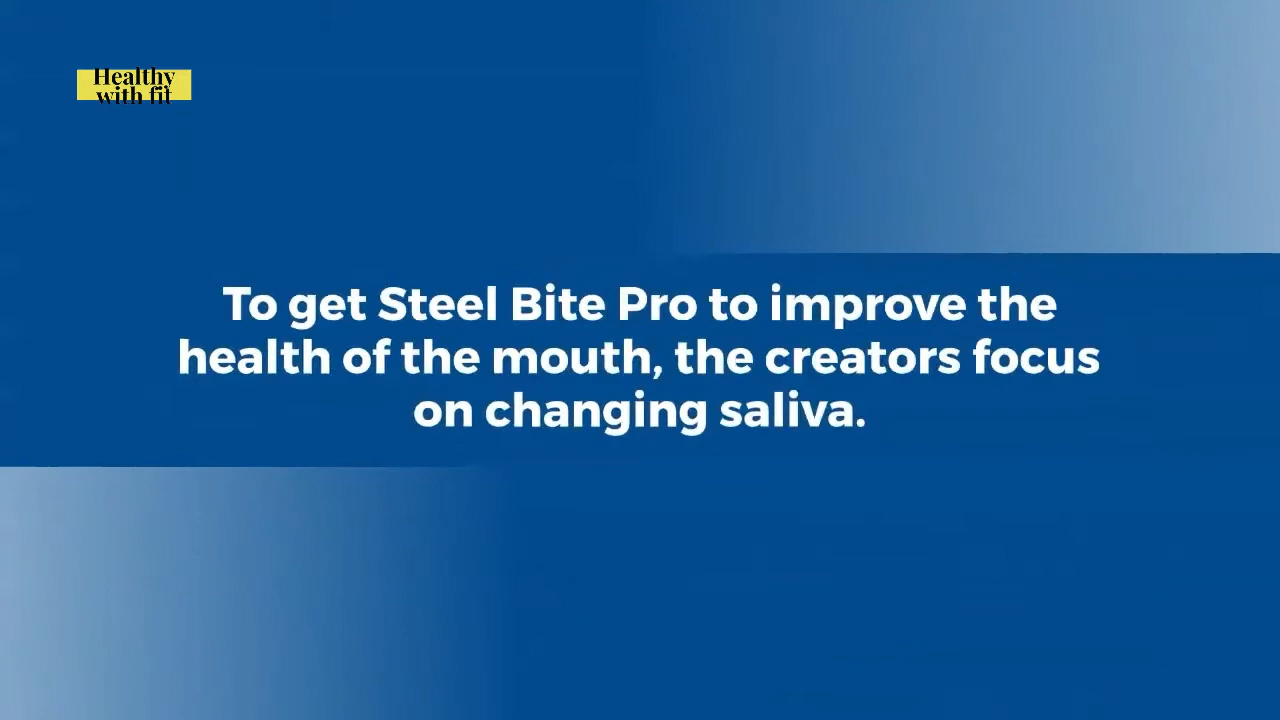 Healthy
with fit
To get Steel Bite Pro to improve the
health of the mouth, the creators focus
on changing saliva.